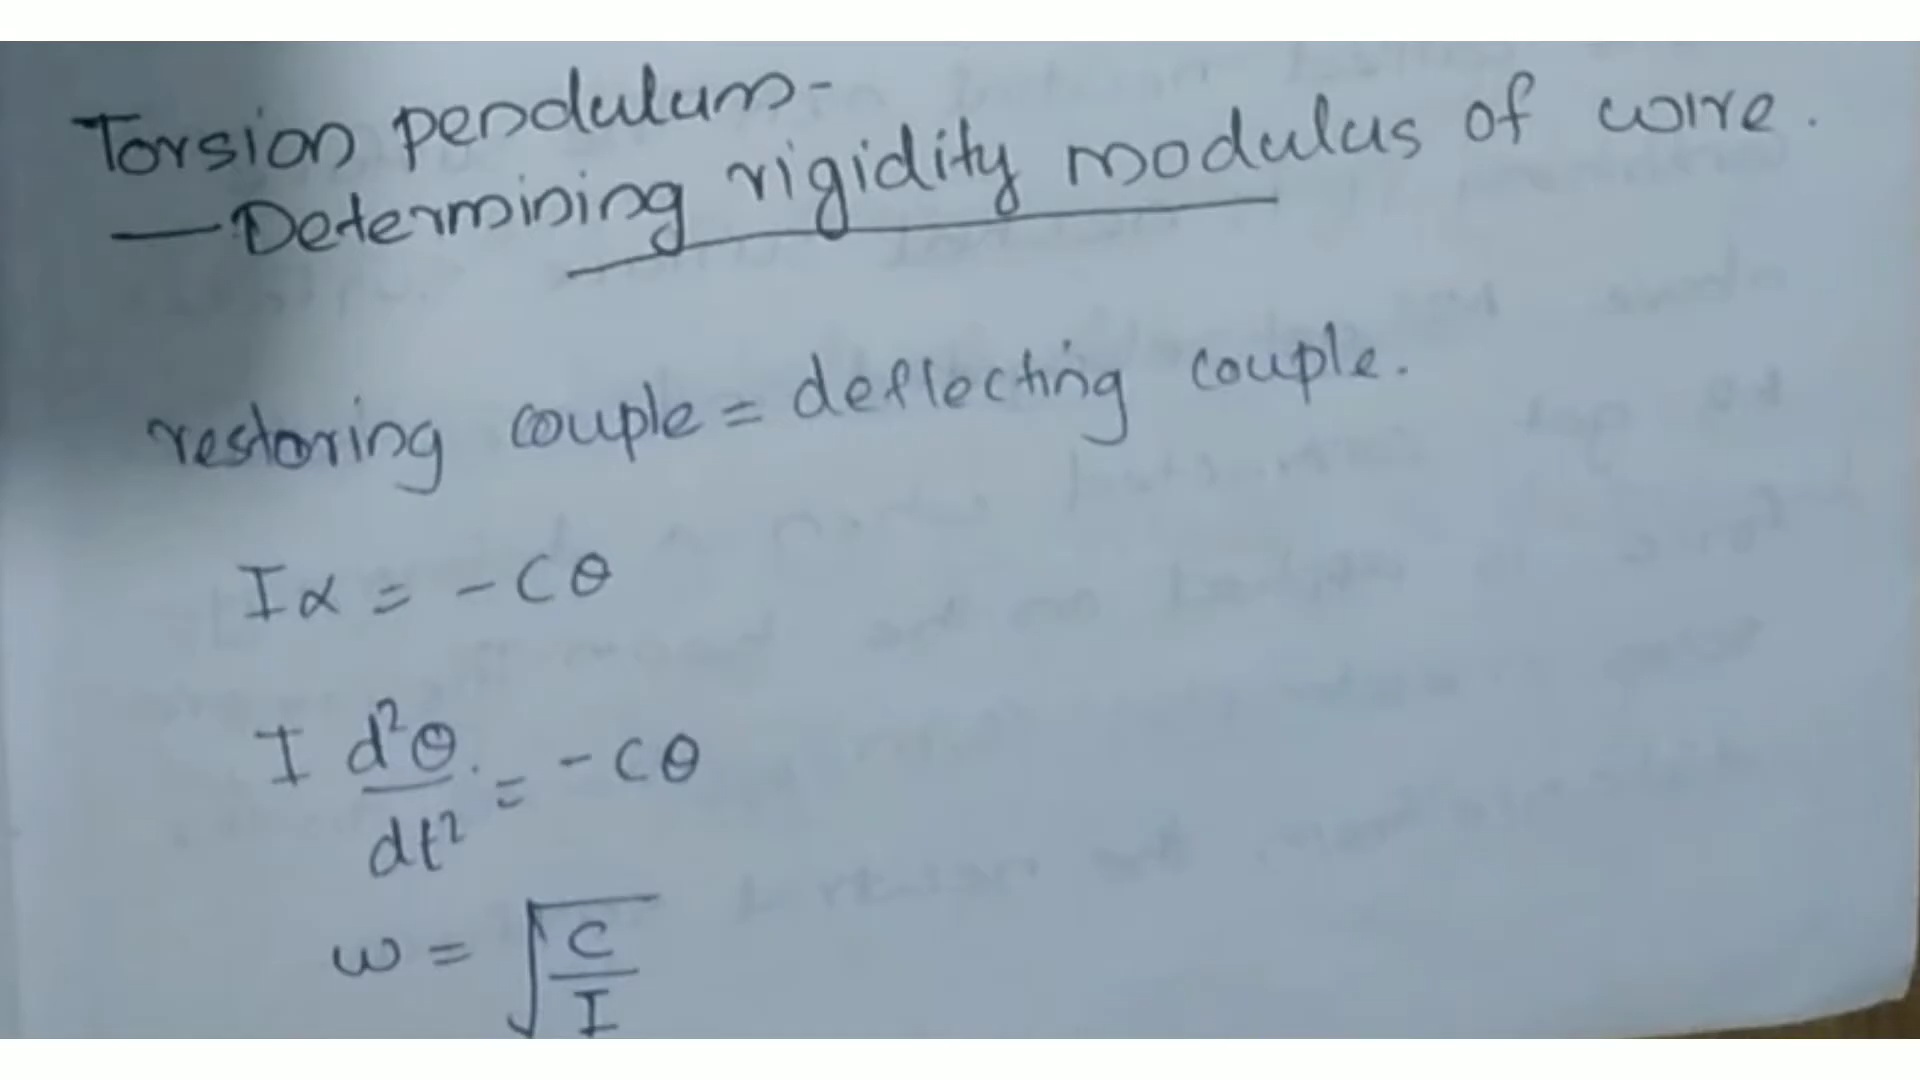 Torsion pendulum-
— Determining rigidity modulus of wire.
restoring couple = deflecting couple.
Iα = - Cθ
I d²θ/dt² = - Cθ
ω = √(C/I)